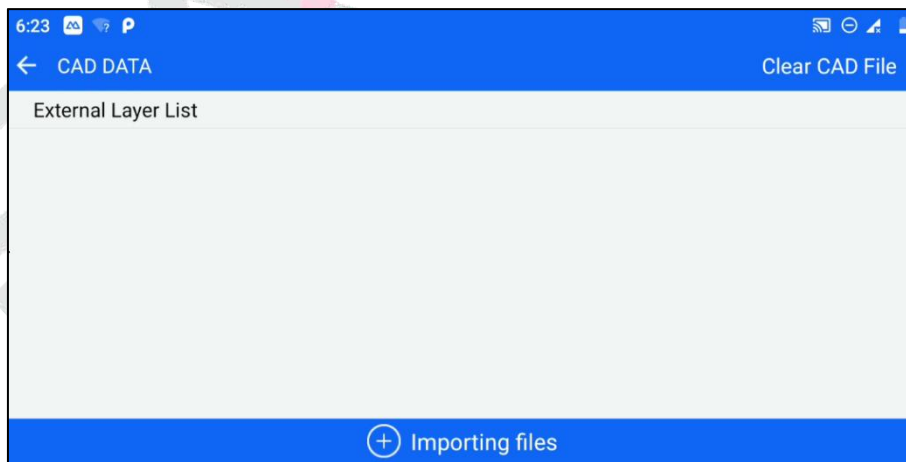 6:23
CAD DATA
Clear CAD File
External Layer List
Importing files